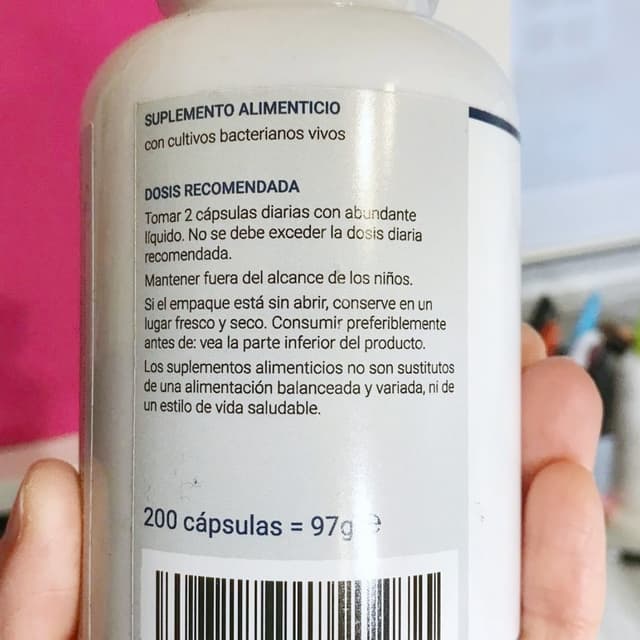 SUPLEMENTO ALIMENTICIO
con cultivos bacterianos vivos
DOSIS RECOMENDADA
Tomar 2 cápsulas diarias con abundante
líquido. No se debe exceder la dosis diaria
recomendada.
Mantener fuera del alcance de los niños.
Si el empaque está sin abrir, conserve en un
lugar fresco y seco. Consumir preferiblemente
antes de: vea la parte inferior del producto.
Los suplementos alimenticios no son sustitutos
de una alimentación balanceada y variada, ni de
un estilo de vida saludable.
200 cápsulas = 97g ℮